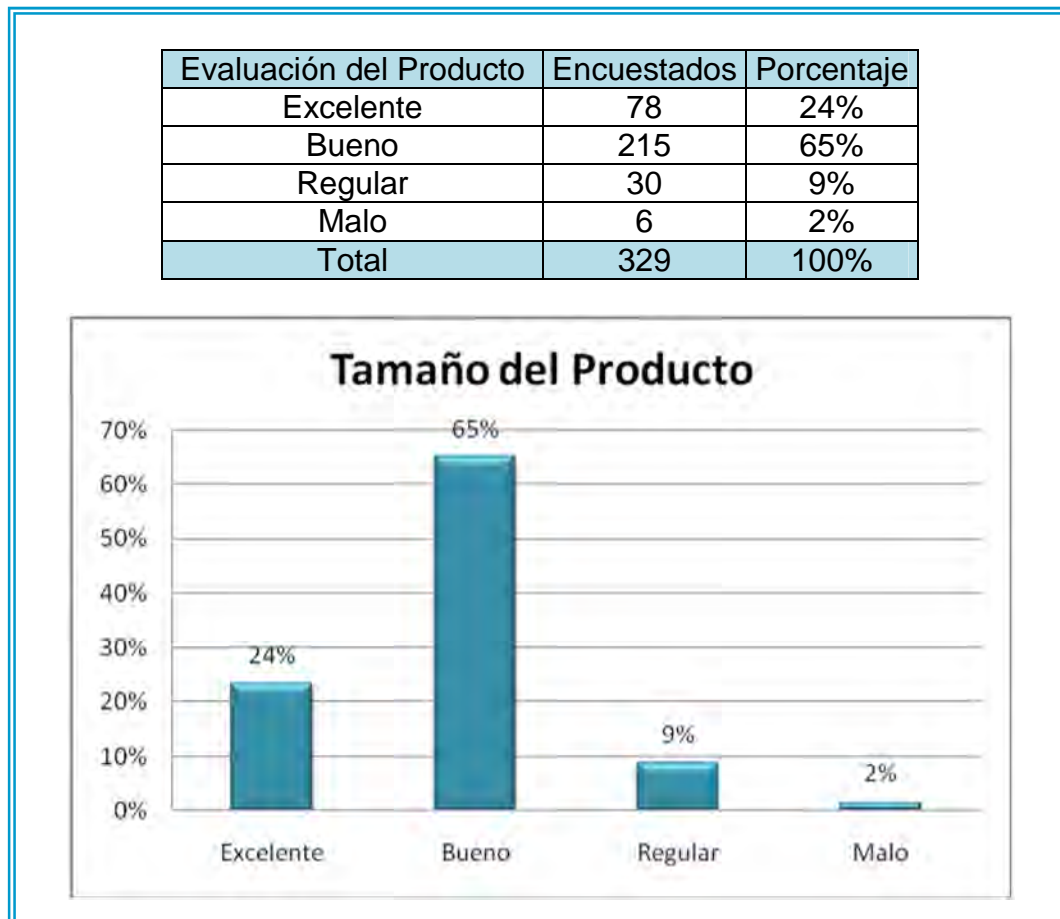 Evaluación del Producto Encuestados Porcentaje
Excelente 78 24%
Bueno 215 65%
Regular 30 9%
Malo 6 2%
Total 329 100%
Tamaño del Producto
70%
60%
50%
40%
30%
20%
10%
0%
24%
65%
9%
2%
Excelente Bueno Regular Malo